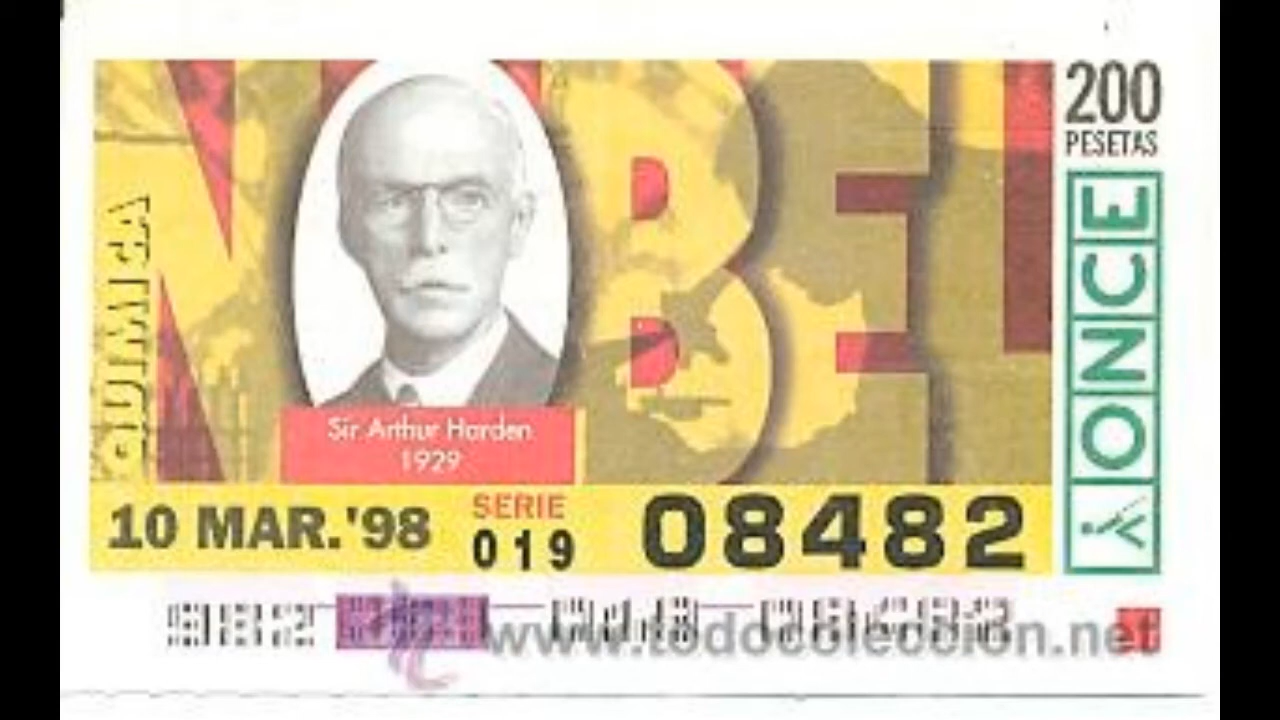 NOBEL
QUIMICA
Sir Arthur Harden
1929
200
PESETAS
ONCE
10 MAR.'98
SERIE
019
08482
www.todocoleccion.net